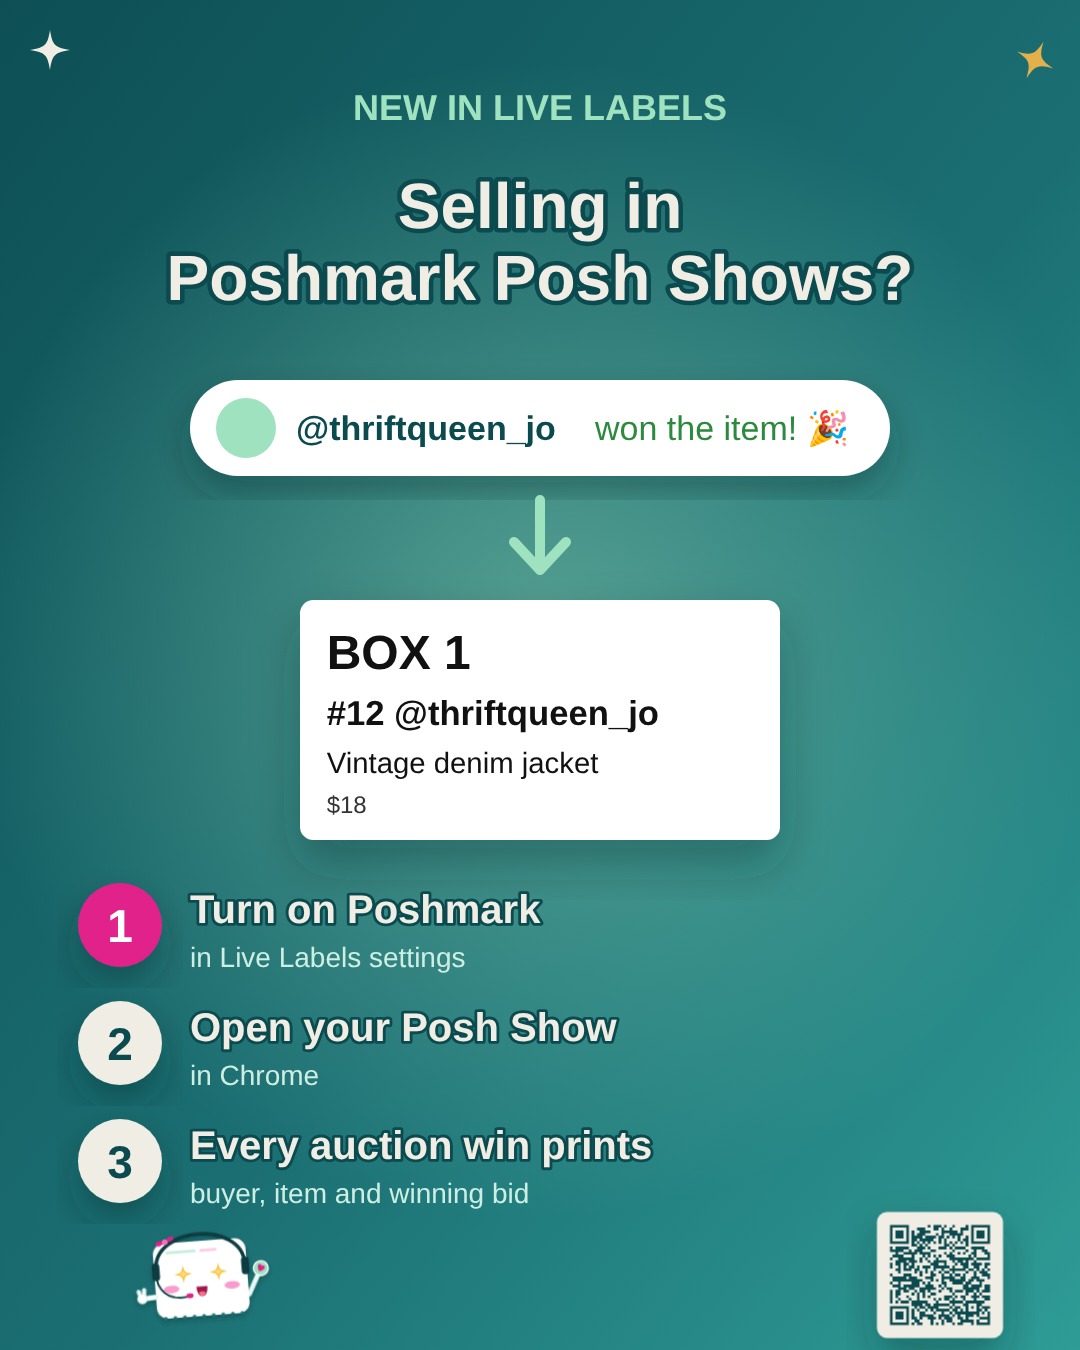 NEW IN LIVE LABELS
Selling in
Poshmark Posh Shows?
@thriftqueen_jo won the item! 🎉
BOX 1
#12 @thriftqueen_jo
Vintage denim jacket
$18
1 Turn on Poshmark
in Live Labels settings
2 Open your Posh Show
in Chrome
3 Every auction win prints
buyer, item and winning bid